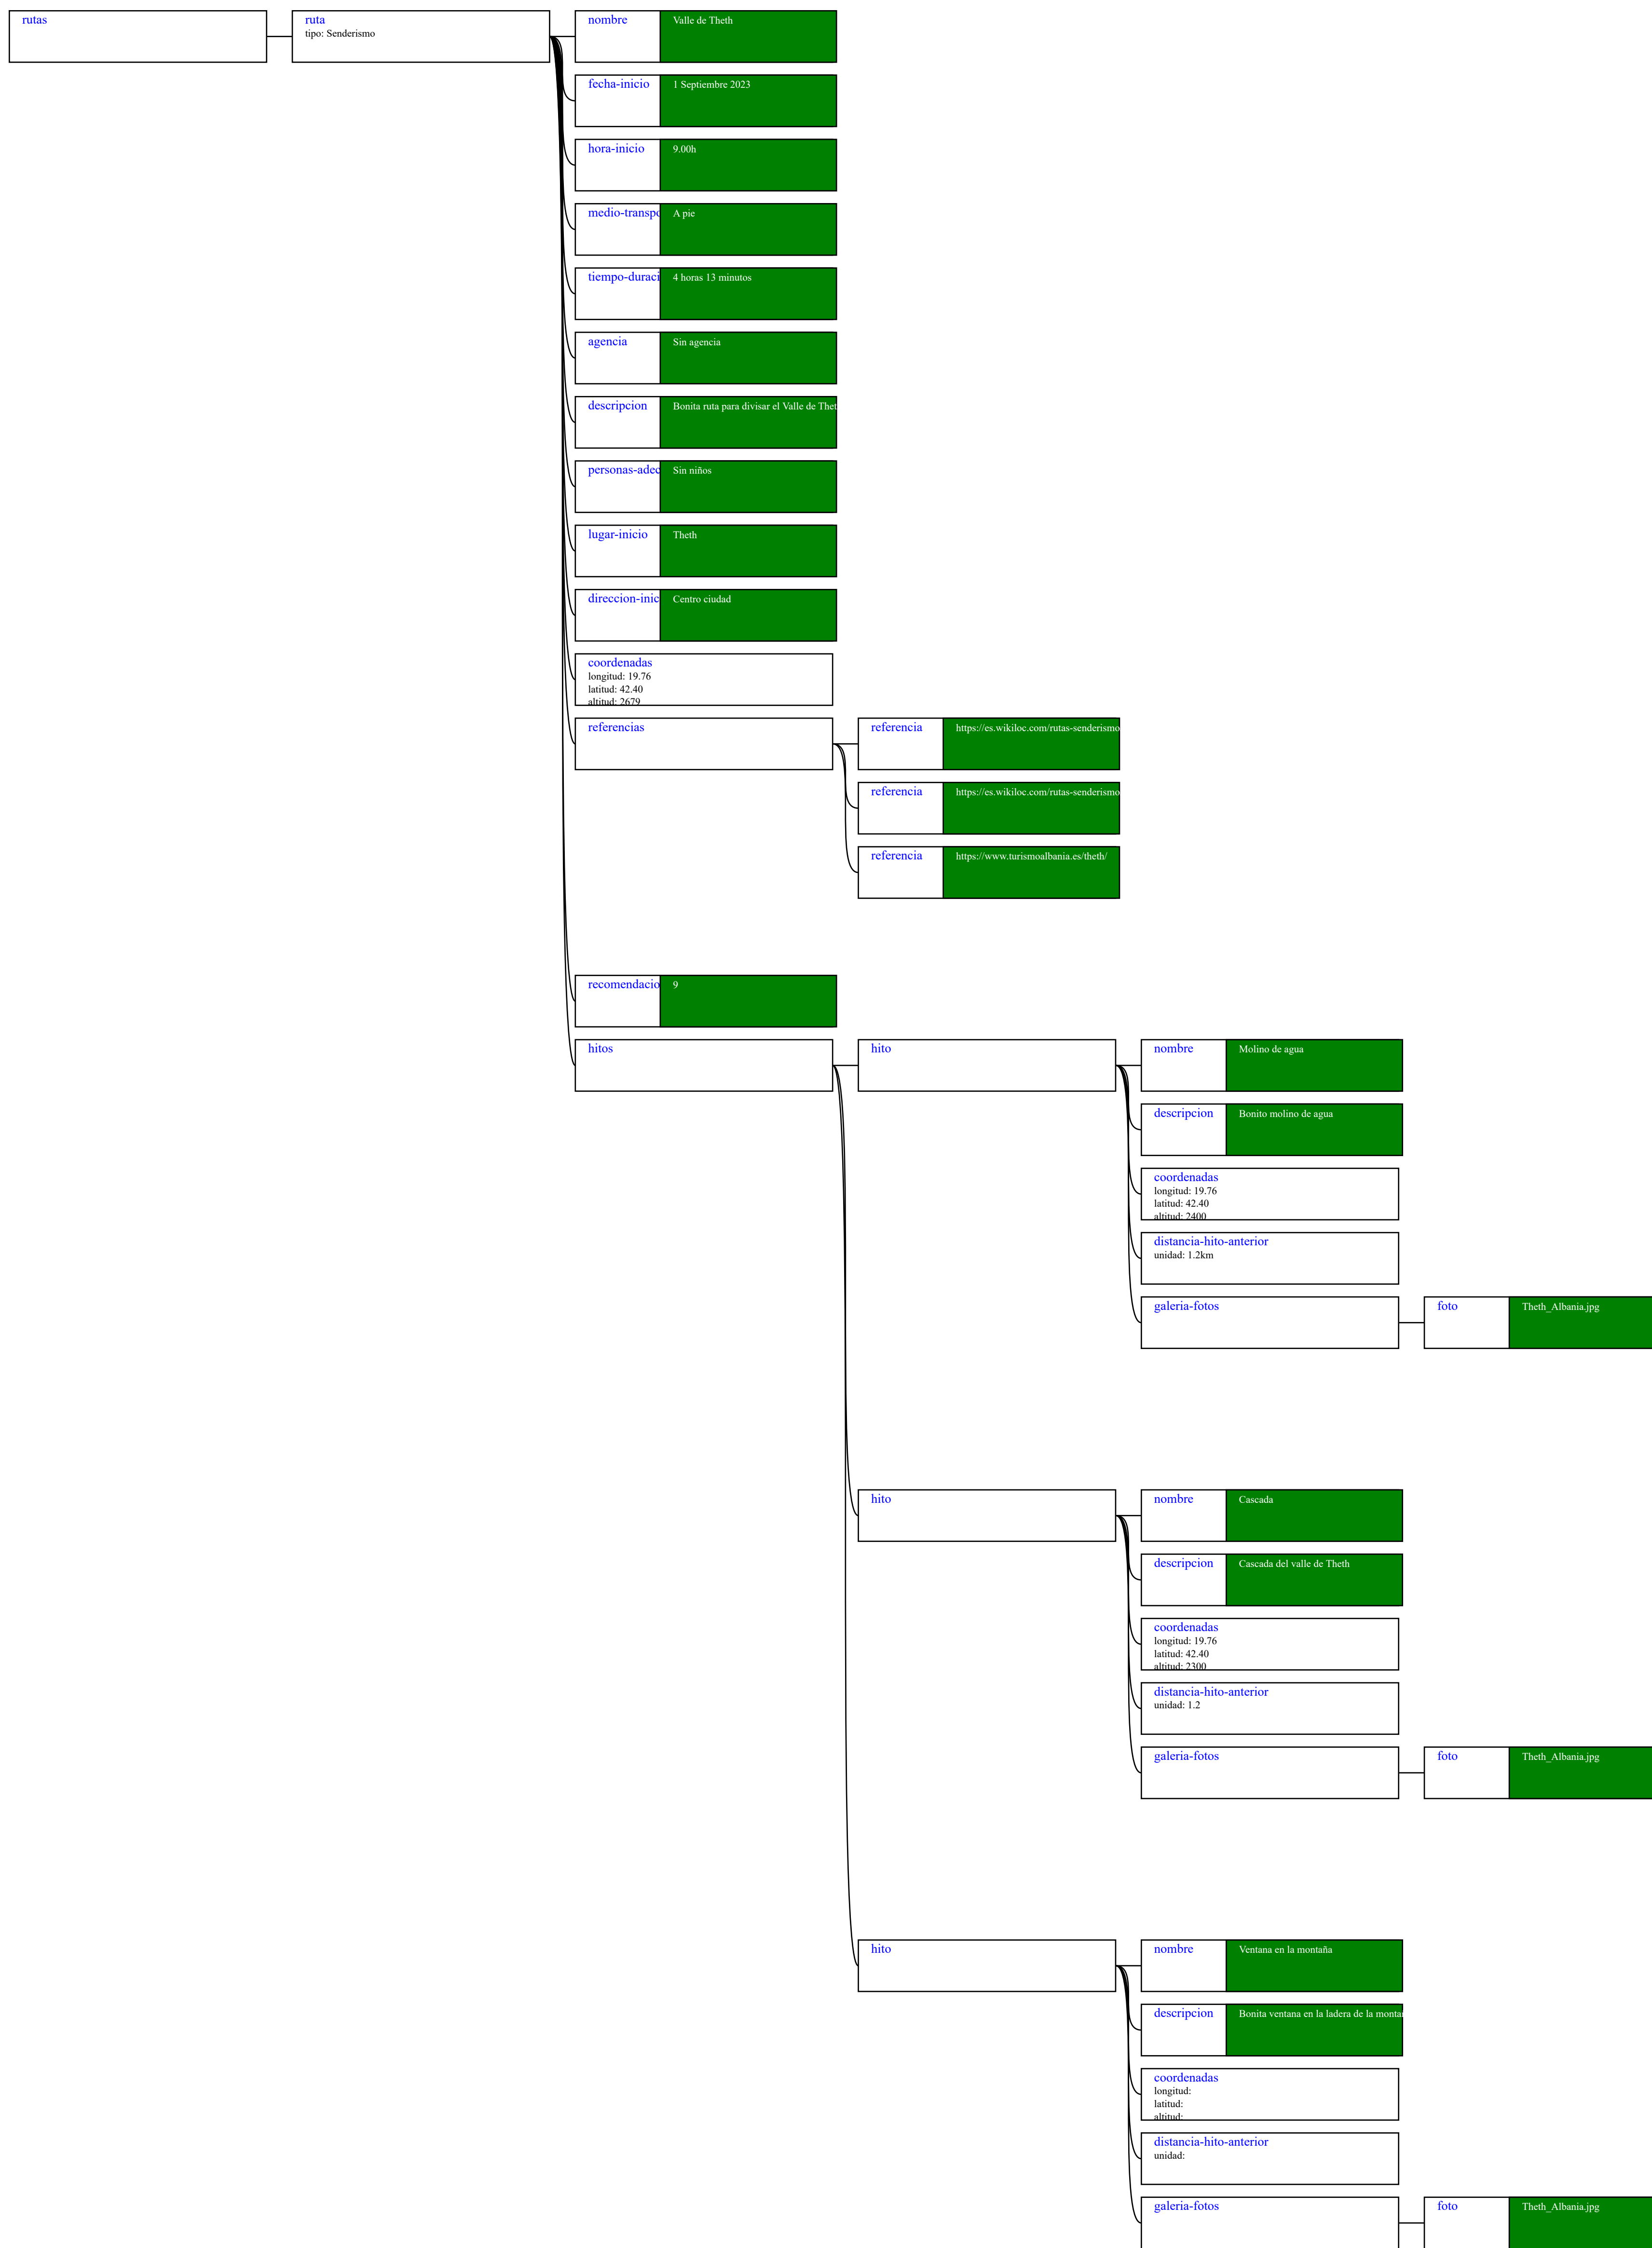 rutas
ruta
tipo: Senderismo
nombre
Valle de Theth
fecha-inicio
1 Septiembre 2023
hora-inicio
9.00h
medio-transpo
A pie
tiempo-duraci
4 horas 13 minutos
agencia
Sin agencia
descripcion
Bonita ruta para divisar el Valle de Thet
personas-adec
Sin niños
lugar-inicio
Theth
direccion-inic
Centro ciudad
coordenadas
longitud: 19.76
latitud: 42.40
altitud: 2679
referencias
referencia
https://es.wikiloc.com/rutas-senderismo
referencia
https://es.wikiloc.com/rutas-senderismo
referencia
https://www.turismoalbania.es/theth/
recomendacio
9
hitos
hito
nombre
Molino de agua
descripcion
Bonito molino de agua
coordenadas
longitud: 19.76
latitud: 42.40
altitud: 2400
distancia-hito-anterior
unidad: 1.2km
galeria-fotos
foto
Theth_Albania.jpg
hito
nombre
Cascada
descripcion
Cascada del valle de Theth
coordenadas
longitud: 19.76
latitud: 42.40
altitud: 2300
distancia-hito-anterior
unidad: 1.2
galeria-fotos
foto
Theth_Albania.jpg
hito
nombre
Ventana en la montaña
descripcion
Bonita ventana en la ladera de la montañ
coordenadas
longitud:
latitud:
altitud:
distancia-hito-anterior
unidad:
galeria-fotos
foto
Theth_Albania.jpg